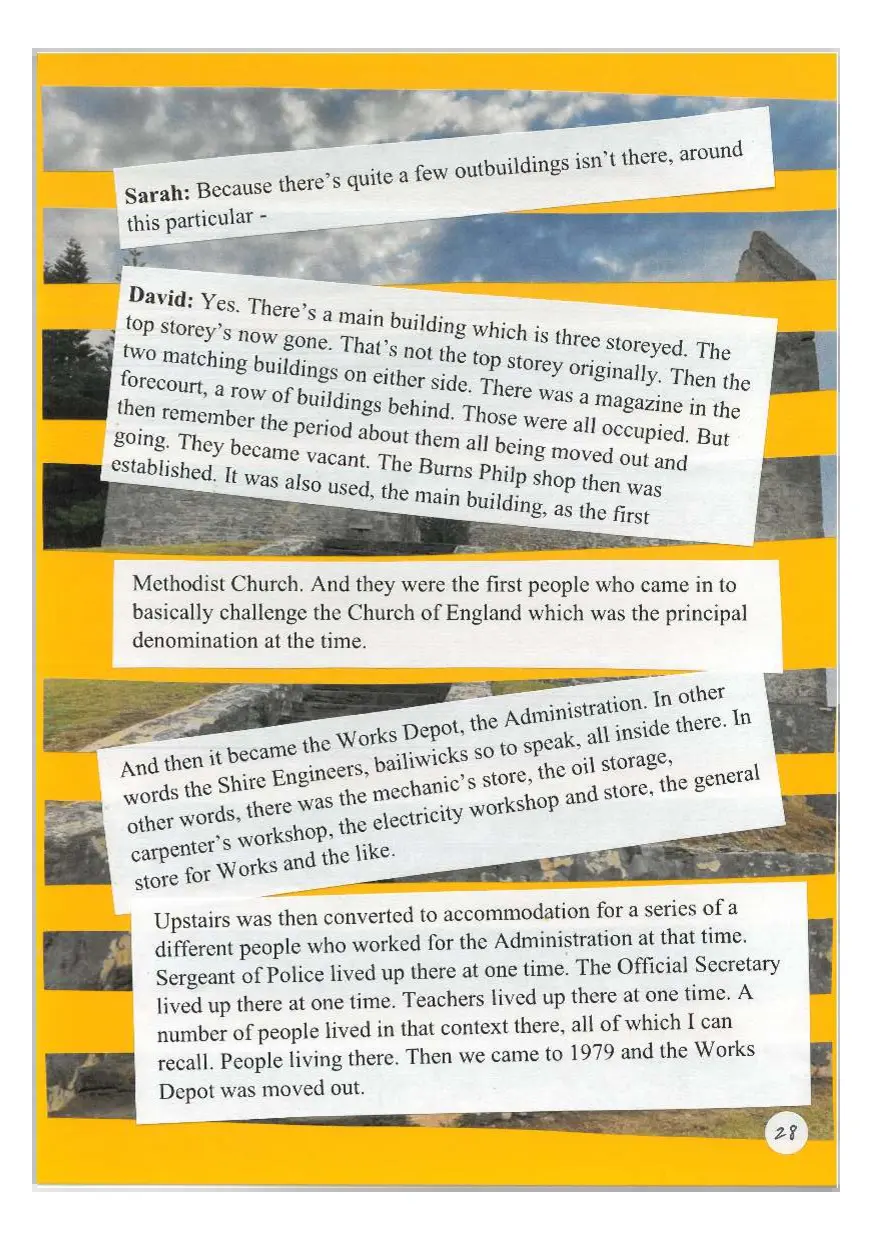 Sarah: Because there's quite a few outbuildings isn't there, around
this particular -
David: Yes. There's a main building which is three storeyed. The
top storey's now gone. That's not the top storey originally. Then the
two matching buildings on either side. There was a magazine in the
forecourt, a row of buildings behind. Those were all occupied. But
then remember the period about them all being moved out and
going. They became vacant. The Burns Philp shop then was
established. It was also used, the main building, as the first
Methodist Church. And they were the first people who came in to
basically challenge the Church of England which was the principal
denomination at the time.
And then it became the Works Depot, the Administration. In other
words the Shire Engineers, bailiwicks so to speak, all inside there. In
other words, there was the mechanic's store, the oil storage,
carpenter's workshop, the electricity workshop and store, the general
store for Works and the like.
Upstairs was then converted to accommodation for a series of a
different people who worked for the Administration at that time.
Sergeant of Police lived up there at one time. The Official Secretary
lived up there at one time. Teachers lived up there at one time. A
number of people lived in that context there, all of which I can
recall. People living there. Then we came to 1979 and the Works
Depot was moved out.
28